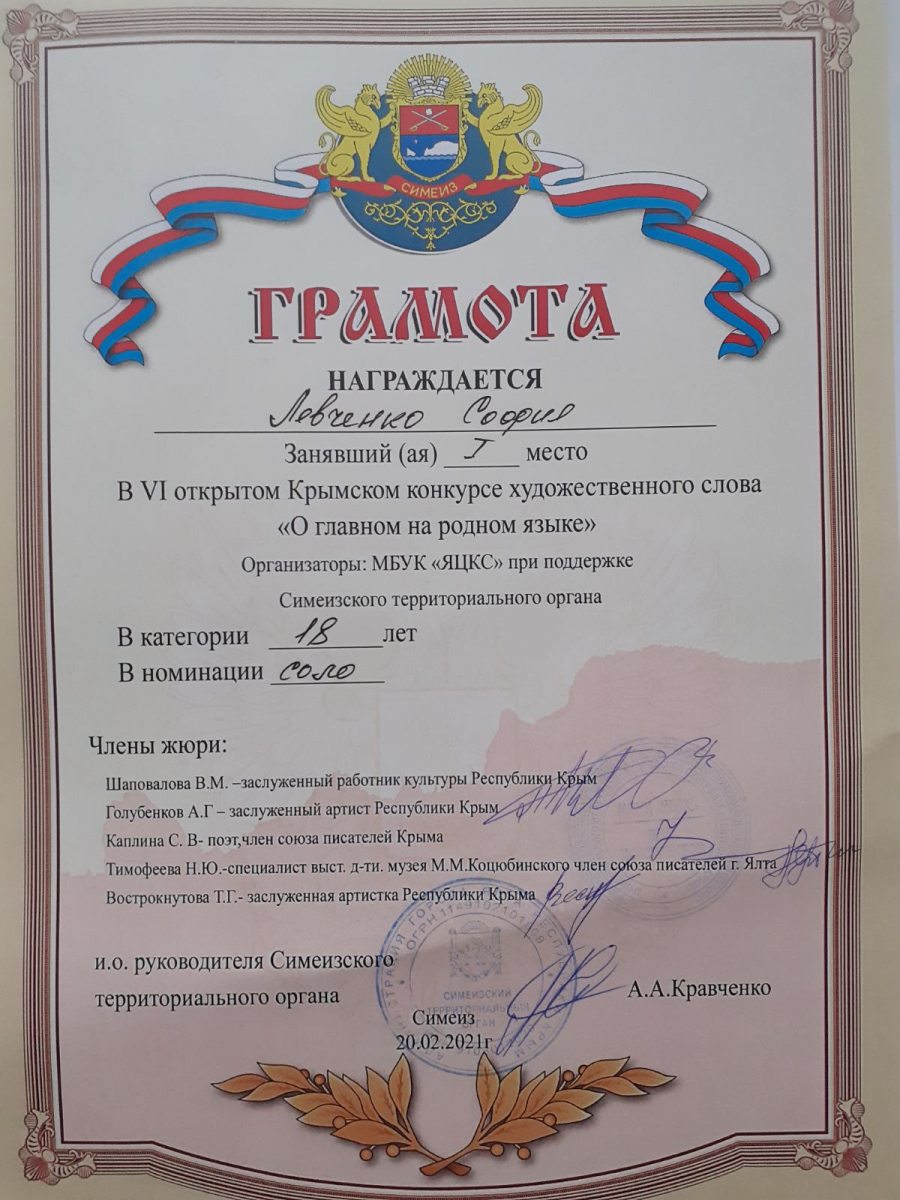 СИМЕИЗ
ГРАМОТА
НАГРАЖДАЕТСЯ
Левченко София
Занявший (ая) I место
В VI открытом Крымском конкурсе художественного слова
«О главном на родном языке»
Организаторы: МБУК «ЯЦКС» при поддержке
Симеизского территориального органа
В категории 18 лет
В номинации соло
Члены жюри:
Шаповалова В.М. –заслуженный работник культуры Республики Крым
Голубенков А.Г – заслуженный артист Республики Крым
Каплина С. В- поэт,член союза писателей Крыма
Тимофеева Н.Ю.-специалист выст. д-ти. музея М.М.Коцюбинского член союза писателей г. Ялта
Вострокнутова Т.Г.- заслуженная артистка Республики Крыма
и.о. руководителя Симеизского
территориального органа
А.А.Кравченко
СИМЕИЗСКИЙ
ТЕРРИТОРИАЛЬНЫЙ
ОРГАН
Симеиз
20.02.2021г